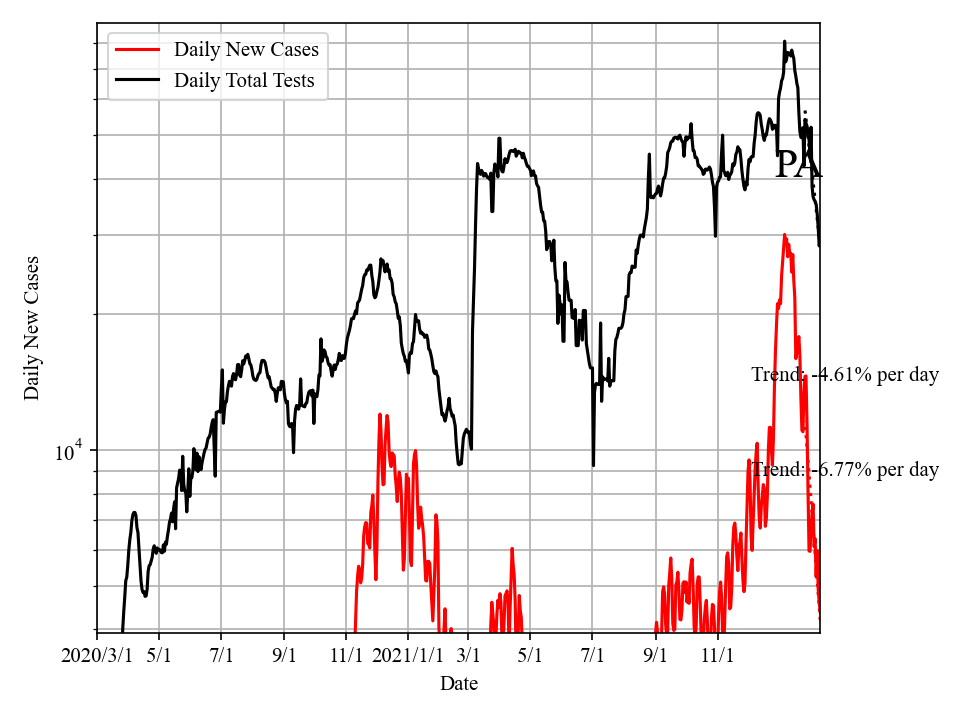 Daily New Cases
Daily Total Tests
PA
Trend: -4.61% per day
Trend: -6.77% per day
Daily New Cases
10⁴
2020/3/1 5/1 7/1 9/1 11/1 2021/1/1 3/1 5/1 7/1 9/1 11/1
Date